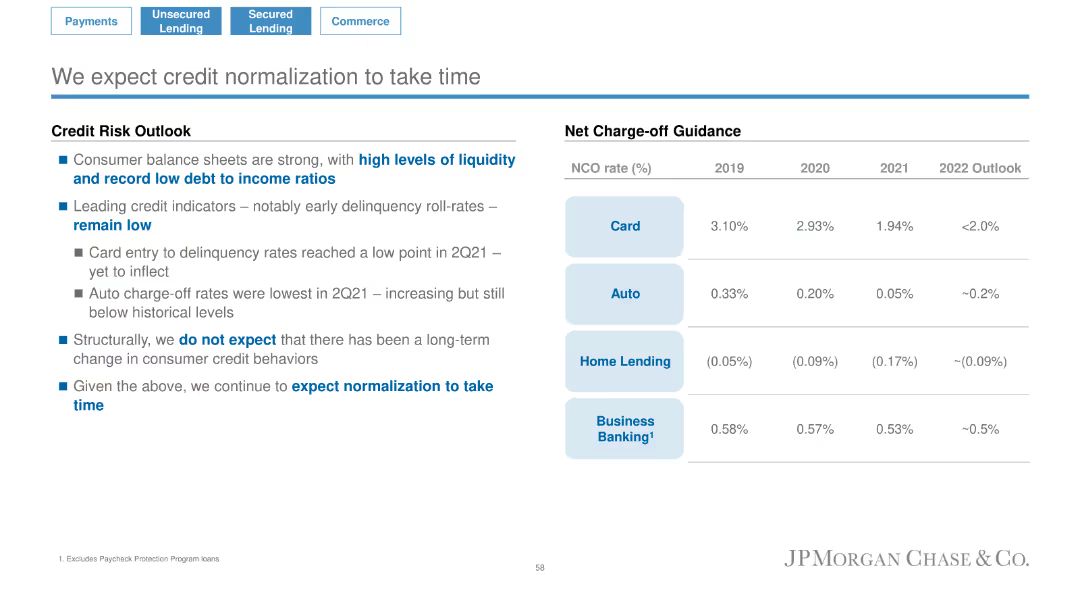 Payments
Unsecured
Lending
Secured
Lending
Commerce
We expect credit normalization to take time
Credit Risk Outlook
■ Consumer balance sheets are strong, with high levels of liquidity
and record low debt to income ratios
■ Leading credit indicators – notably early delinquency roll-rates –
remain low
■ Card entry to delinquency rates reached a low point in 2Q21 –
yet to inflect
■ Auto charge-off rates were lowest in 2Q21 – increasing but still
below historical levels
■ Structurally, we do not expect that there has been a long-term
change in consumer credit behaviors
■ Given the above, we continue to expect normalization to take
time
Net Charge-off Guidance
NCO rate (%) 2019 2020 2021 2022 Outlook
Card 3.10% 2.93% 1.94% <2.0%
Auto 0.33% 0.20% 0.05% ~0.2%
Home Lending (0.05%) (0.09%) (0.17%) ~(0.09%)
Business
Banking¹ 0.58% 0.57% 0.53% ~0.5%
1. Excludes Paycheck Protection Program loans
58
JPMORGAN CHASE & CO.